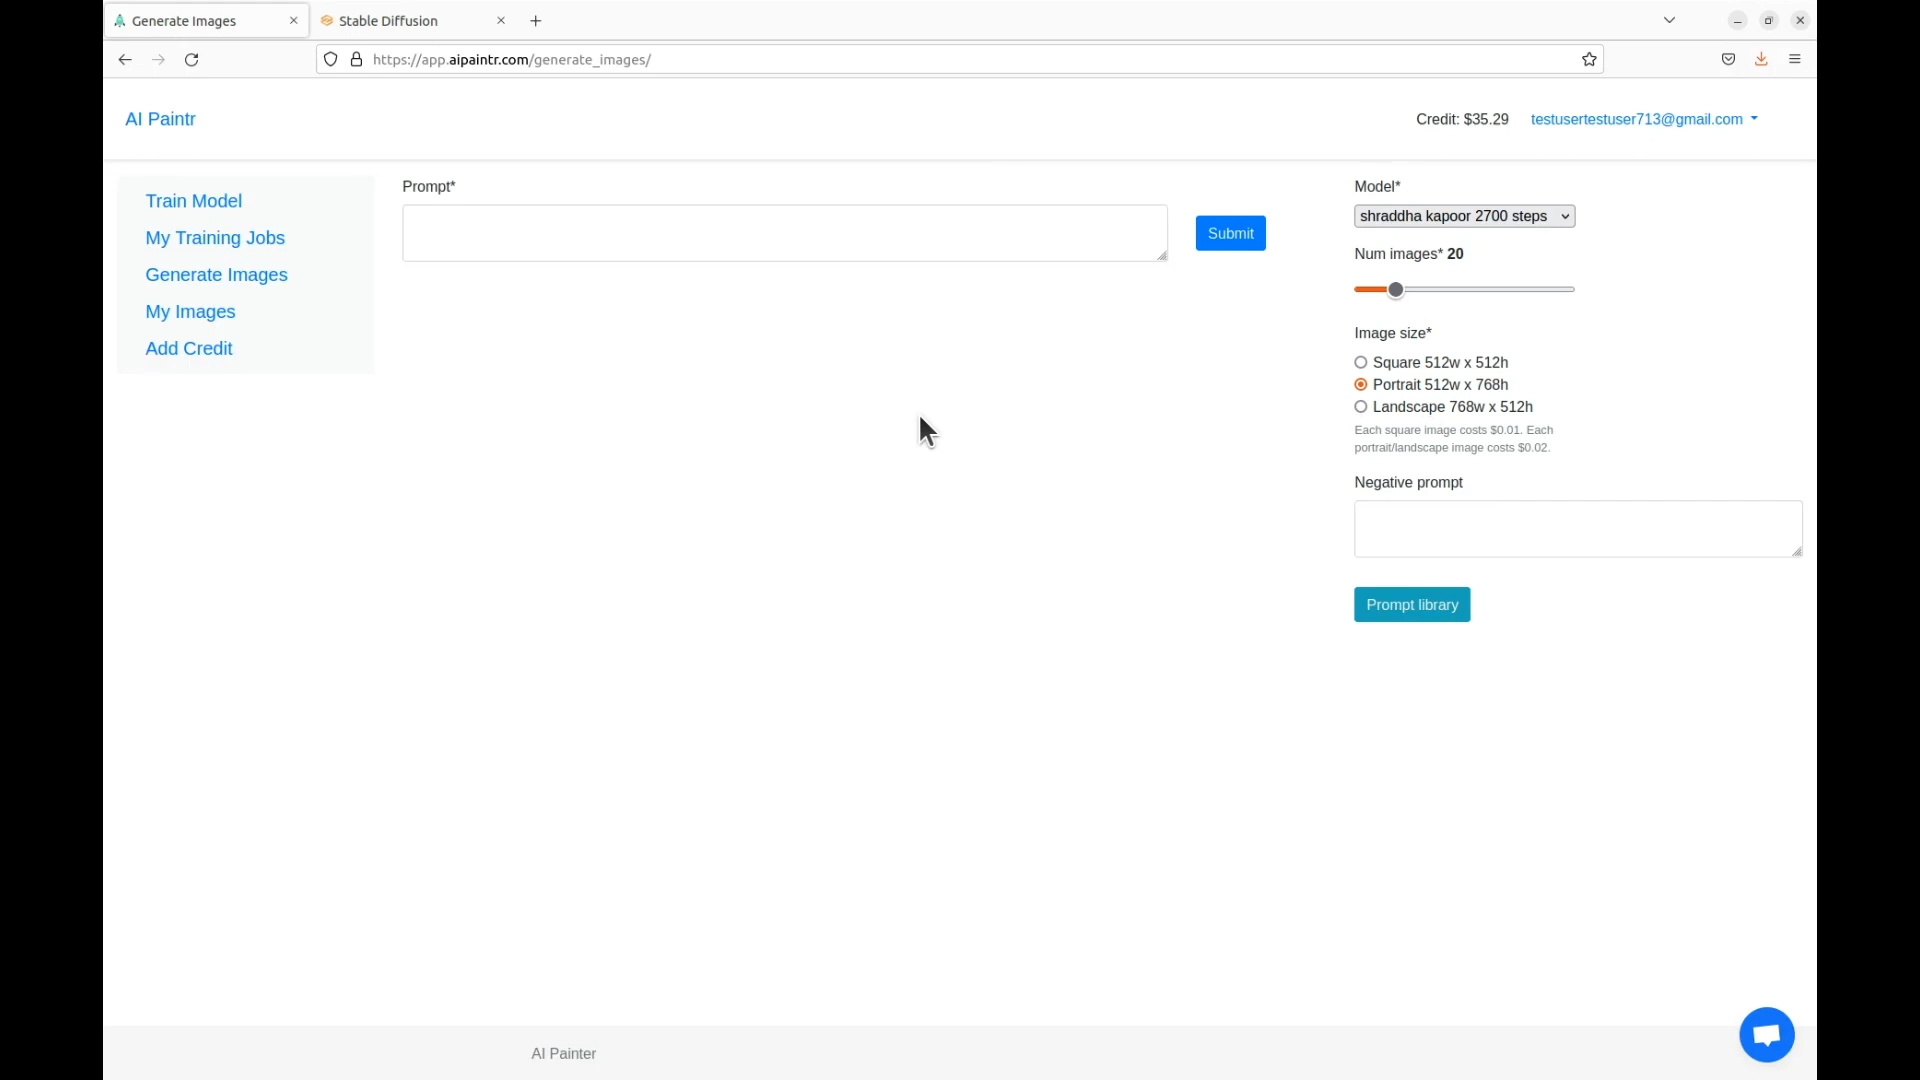 Generate Images
Stable Diffusion
https://app.aipaintr.com/generate_images/
AI Paintr
Credit: $35.29
testusertestuser713@gmail.com
Train Model
My Training Jobs
Generate Images
My Images
Add Credit
Prompt*
Submit
Model*
shraddha kapoor 2700 steps
Num images* 20
Image size*
Square 512w x 512h
Portrait 512w x 768h
Landscape 768w x 512h
Each square image costs $0.01. Each
portrait/landscape image costs $0.02.
Negative prompt
Prompt library
AI Painter